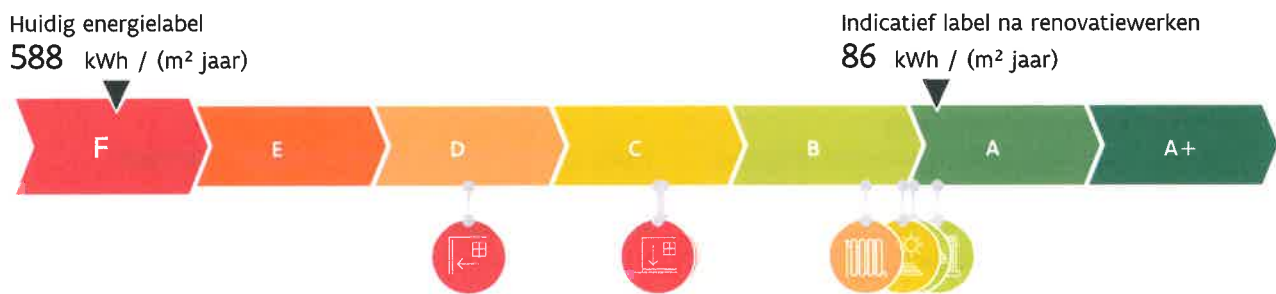 Huidig energielabel
588 kWh / (m² jaar)
Indicatief label na renovatiewerken
86 kWh / (m² jaar)
F E D C B A A+